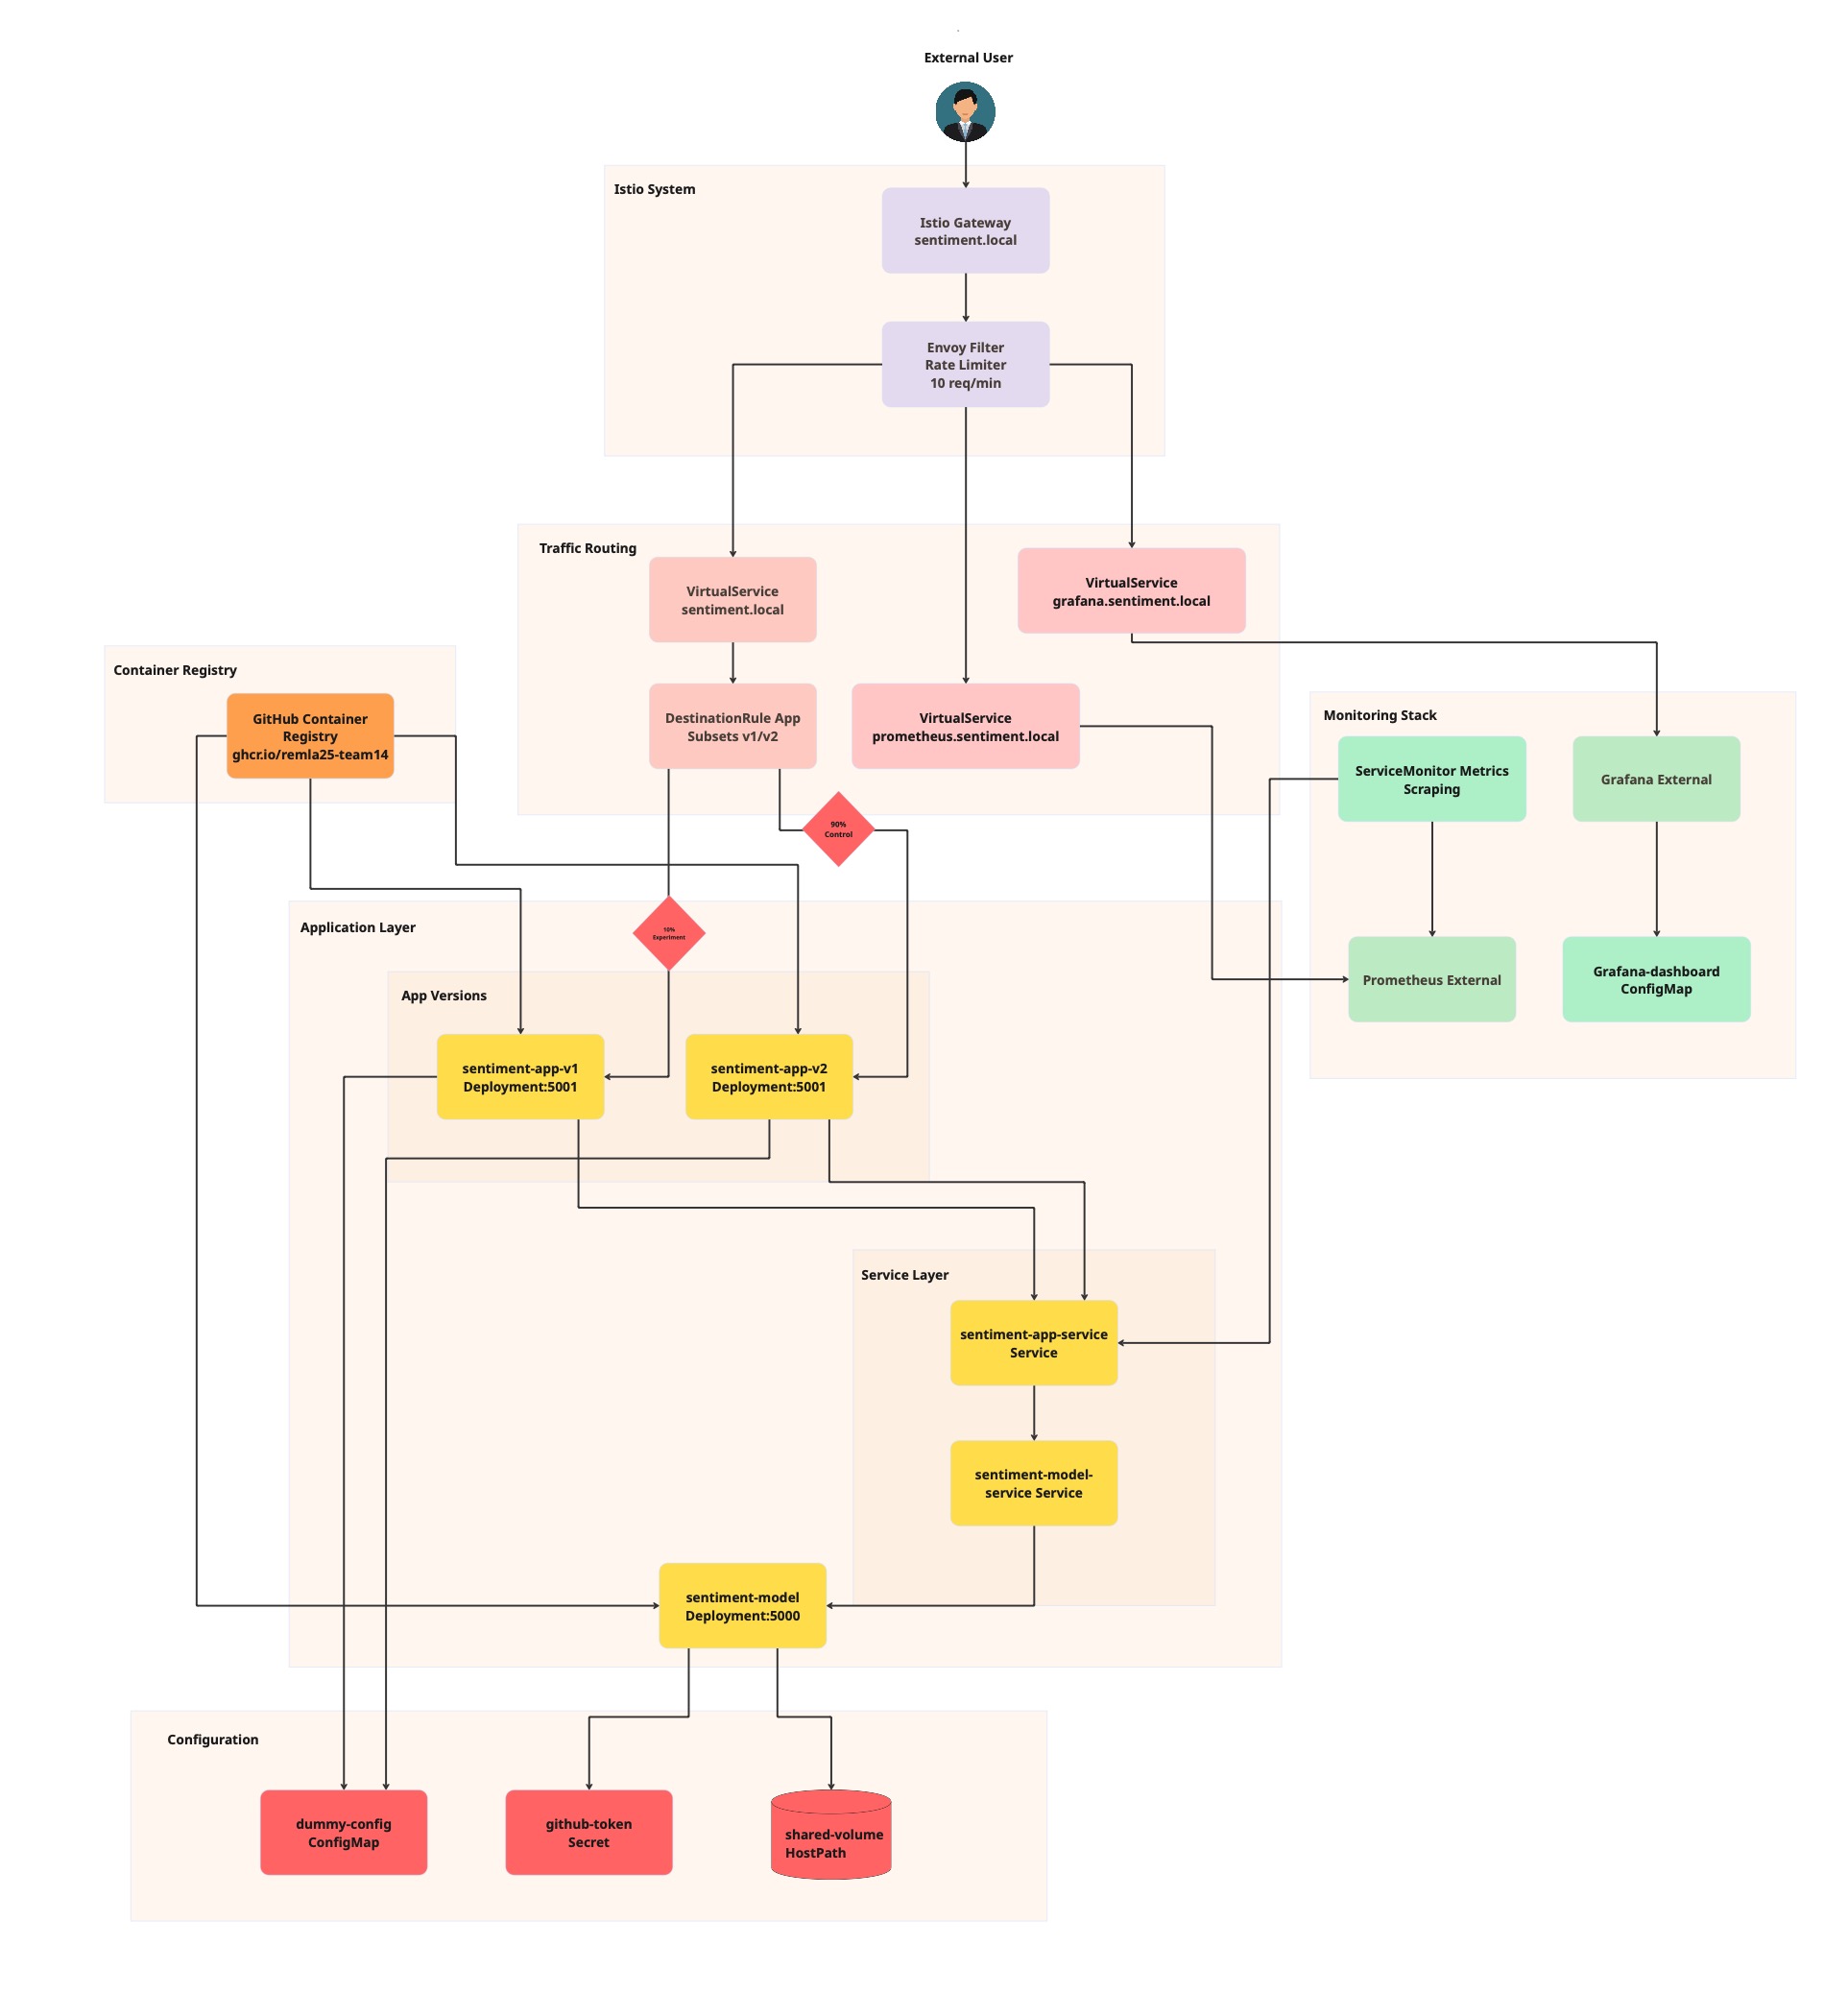 External User
Istio System
Istio Gateway
sentiment.local
Envoy Filter
Rate Limiter
10 req/min
Traffic Routing
VirtualService
sentiment.local
VirtualService
grafana.sentiment.local
DestinationRule App
Subsets v1/v2
VirtualService
prometheus.sentiment.local
Container Registry
GitHub Container
Registry
ghcr.io/remla25-team14
Monitoring Stack
ServiceMonitor Metrics
Scraping
Grafana External
Prometheus External
Grafana-dashboard
ConfigMap
90%
Control
10%
Experiment
Application Layer
App Versions
sentiment-app-v1
Deployment:5001
sentiment-app-v2
Deployment:5001
Service Layer
sentiment-app-service
Service
sentiment-model-
service Service
sentiment-model
Deployment:5000
Configuration
dummy-config
ConfigMap
github-token
Secret
shared-volume
HostPath